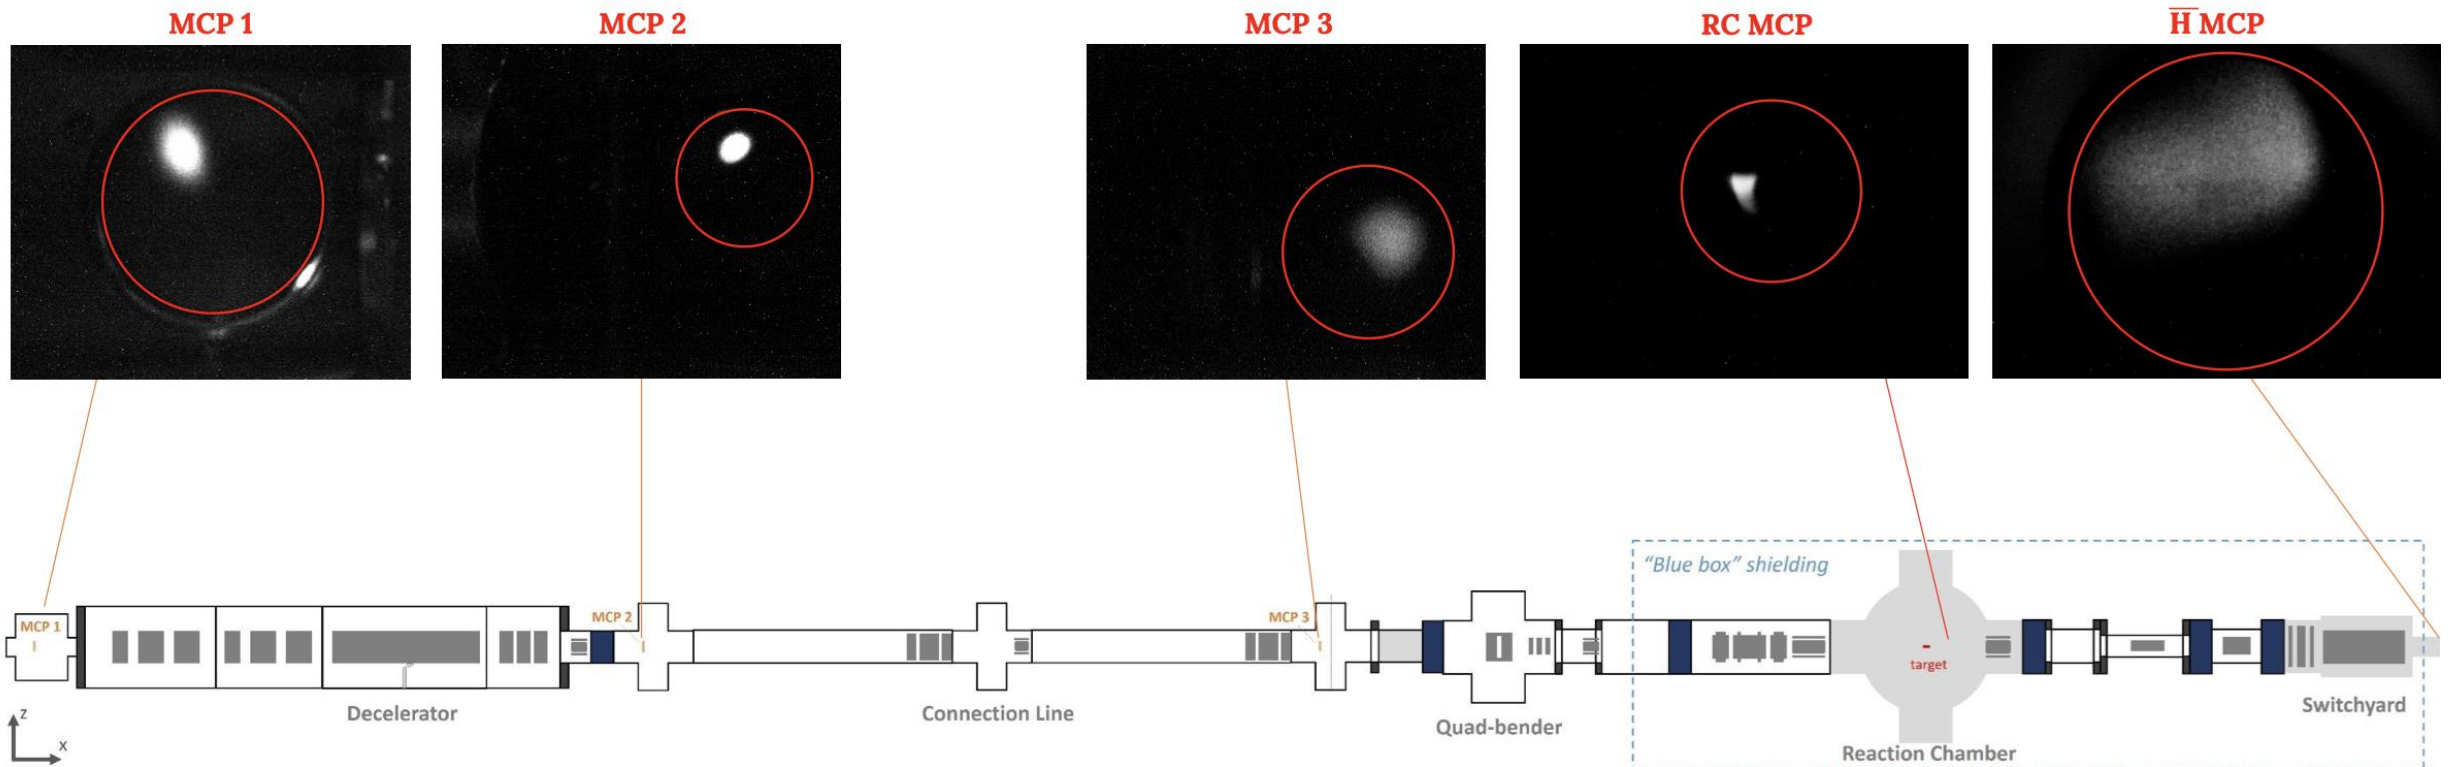 MCP 1
MCP 2
MCP 3
RC MCP
H̅ MCP
"Blue box" shielding
MCP 1
MCP 2
MCP 3
target
Decelerator
Connection Line
Quad-bender
Reaction Chamber
Switchyard
z
x